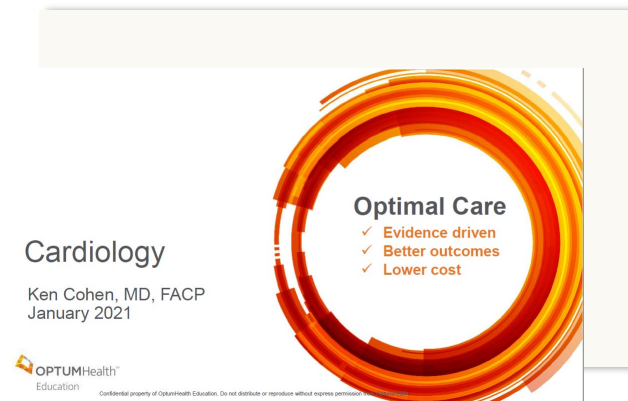 Optimal Care
✓ Evidence driven
✓ Better outcomes
✓ Lower cost
Cardiology
Ken Cohen, MD, FACP
January 2021
OPTUMHealth™
Education
Confidential property of OptumHealth Education. Do not distribute or reproduce without express permission